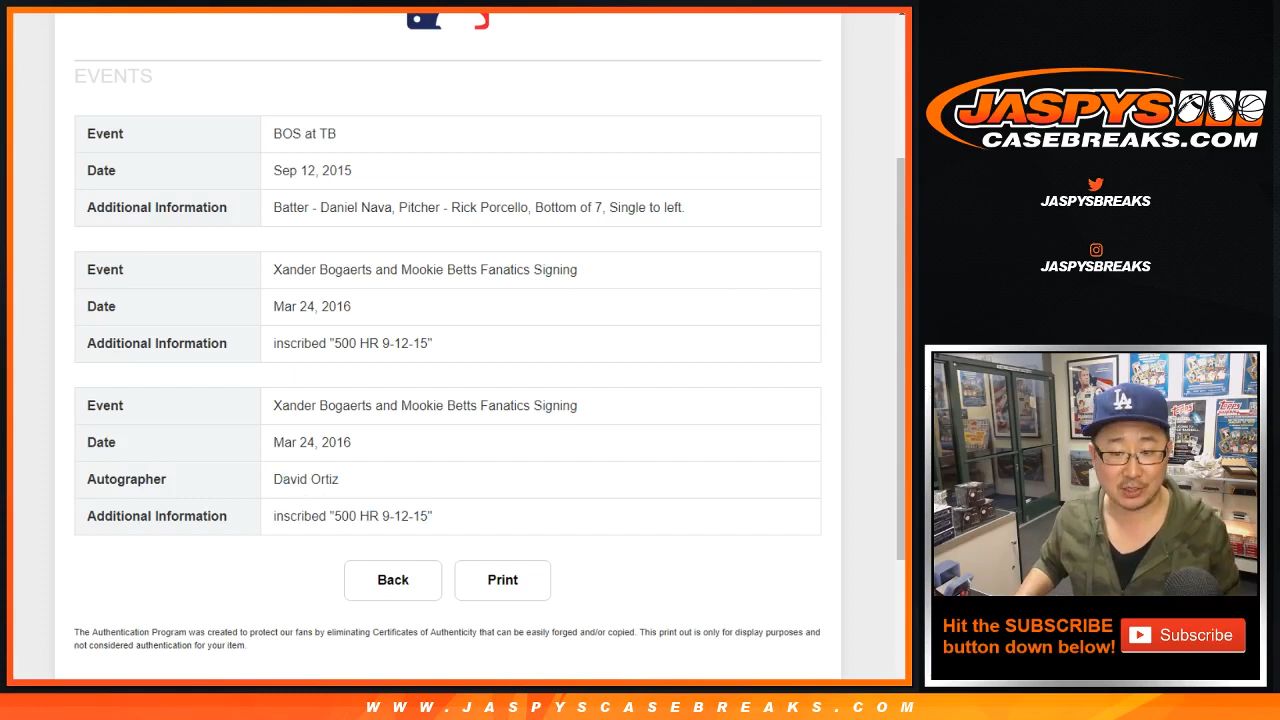 EVENTS
Event BOS at TB
Date Sep 12, 2015
Additional Information Batter - Daniel Nava, Pitcher - Rick Porcello, Bottom of 7, Single to left.
Event Xander Bogaerts and Mookie Betts Fanatics Signing
Date Mar 24, 2016
Additional Information inscribed "500 HR 9-12-15"
Event Xander Bogaerts and Mookie Betts Fanatics Signing
Date Mar 24, 2016
Autographer David Ortiz
Additional Information inscribed "500 HR 9-12-15"
Back Print
The Authentication Program was created to protect our fans by eliminating Certificates of Authenticity that can be easily forged and/or copied. This print out is only for display purposes and
not considered authentication for your item.
JASPYS
CASEBREAKS.COM
JASPYSBREAKS
JASPYSBREAKS
LA
Topps
Topps
Hit the SUBSCRIBE
button down below!
Subscribe
WWW.JASPYSCASEBREAKS.COM